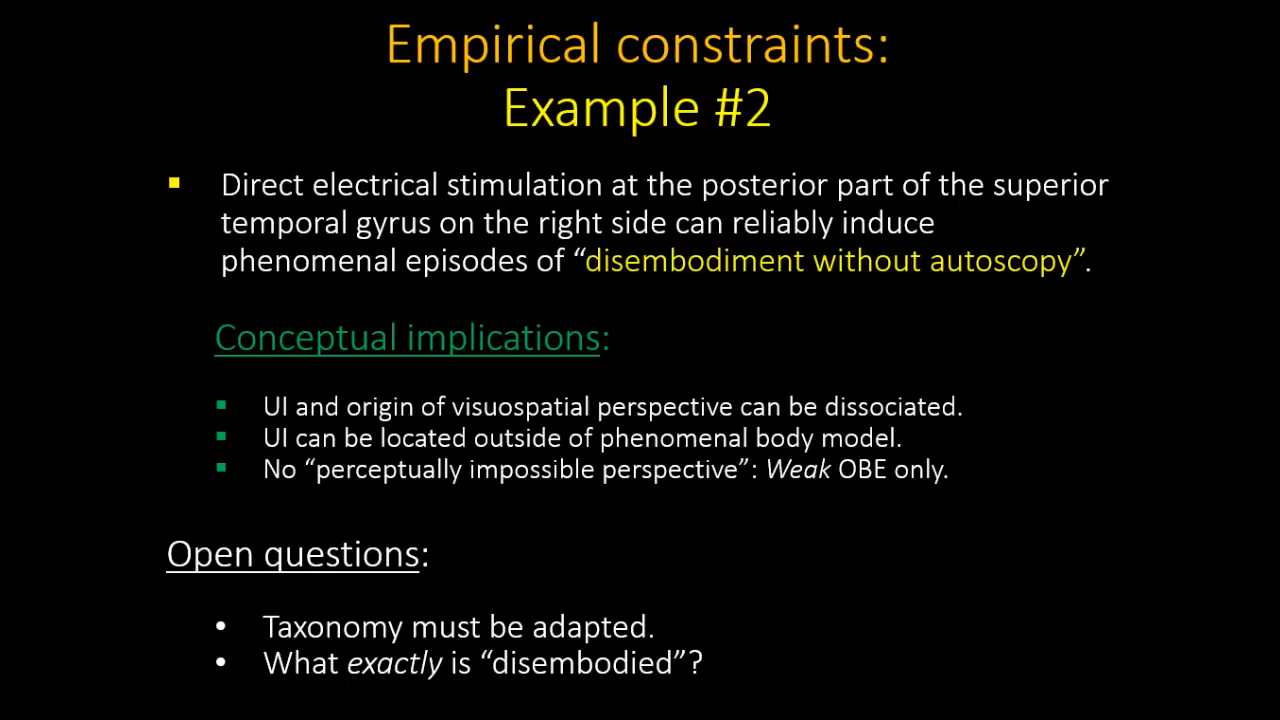 Empirical constraints:
Example #2
▪ Direct electrical stimulation at the posterior part of the superior
temporal gyrus on the right side can reliably induce
phenomenal episodes of “disembodiment without autoscopy”.
Conceptual implications:
▪ UI and origin of visuospatial perspective can be dissociated.
▪ UI can be located outside of phenomenal body model.
▪ No “perceptually impossible perspective”: Weak OBE only.
Open questions:
• Taxonomy must be adapted.
• What exactly is “disembodied”?